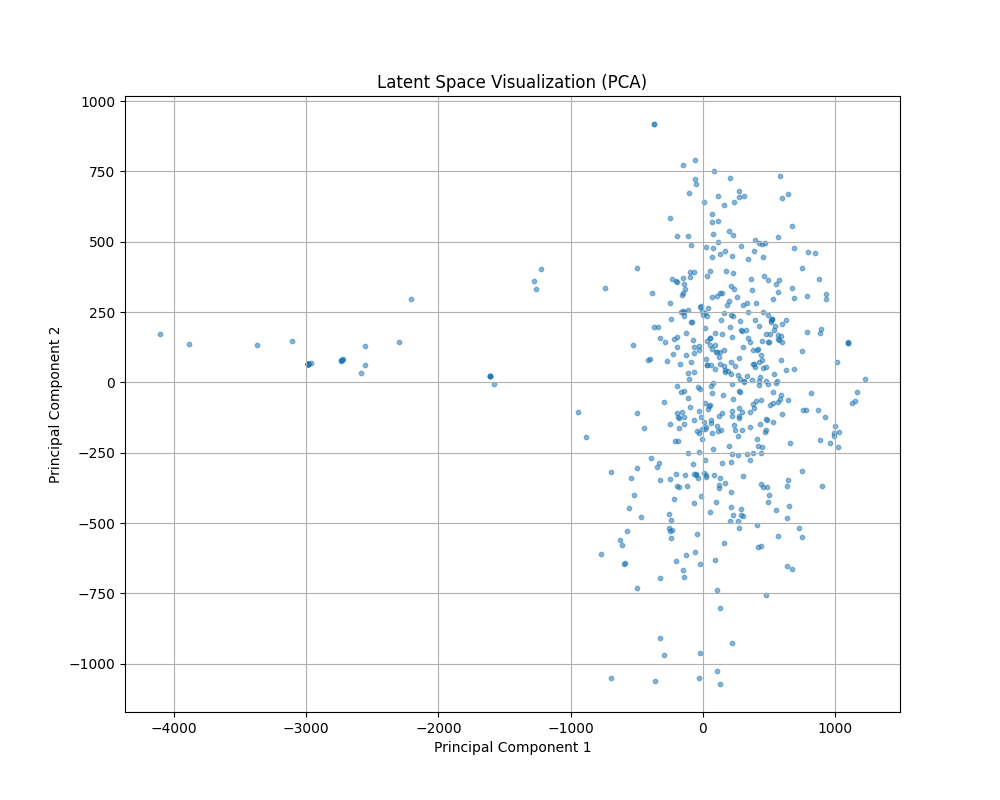 Latent Space Visualization (PCA)
1000
750
500
250
0
−250
−500
−750
−1000
Principal Component 2
−4000 −3000 −2000 −1000 0 1000
Principal Component 1